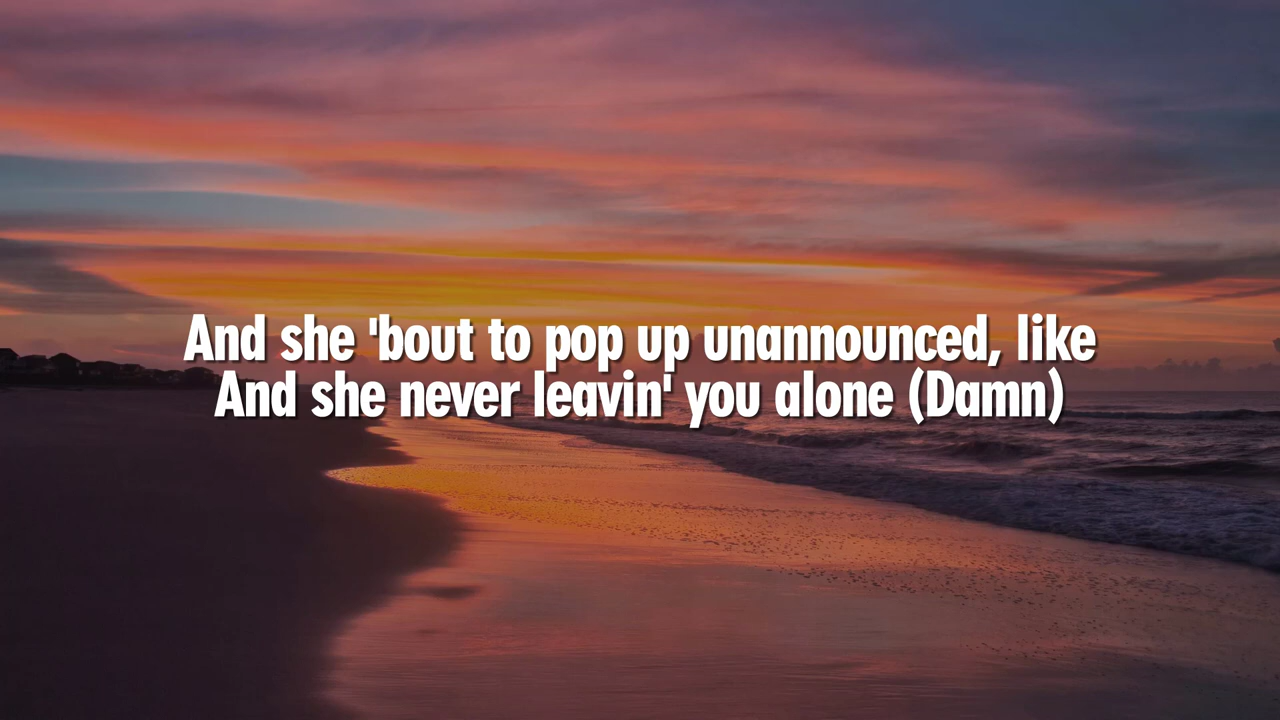 And she 'bout to pop up unannounced, like
And she never leavin' you alone (Damn)